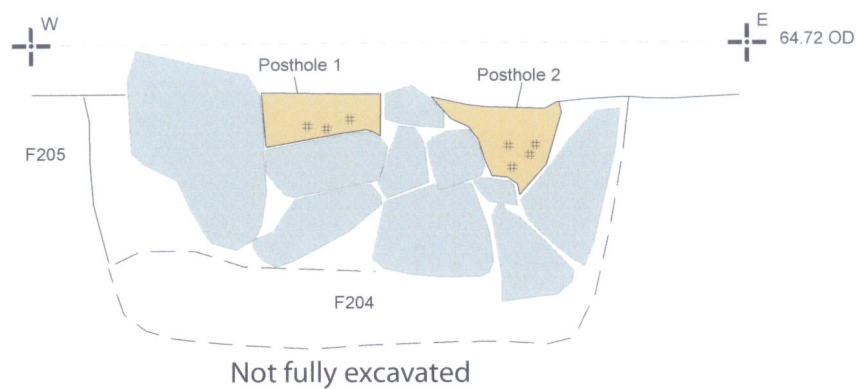 W
E
64.72 OD
Posthole 1
Posthole 2
F205
F204
Not fully excavated